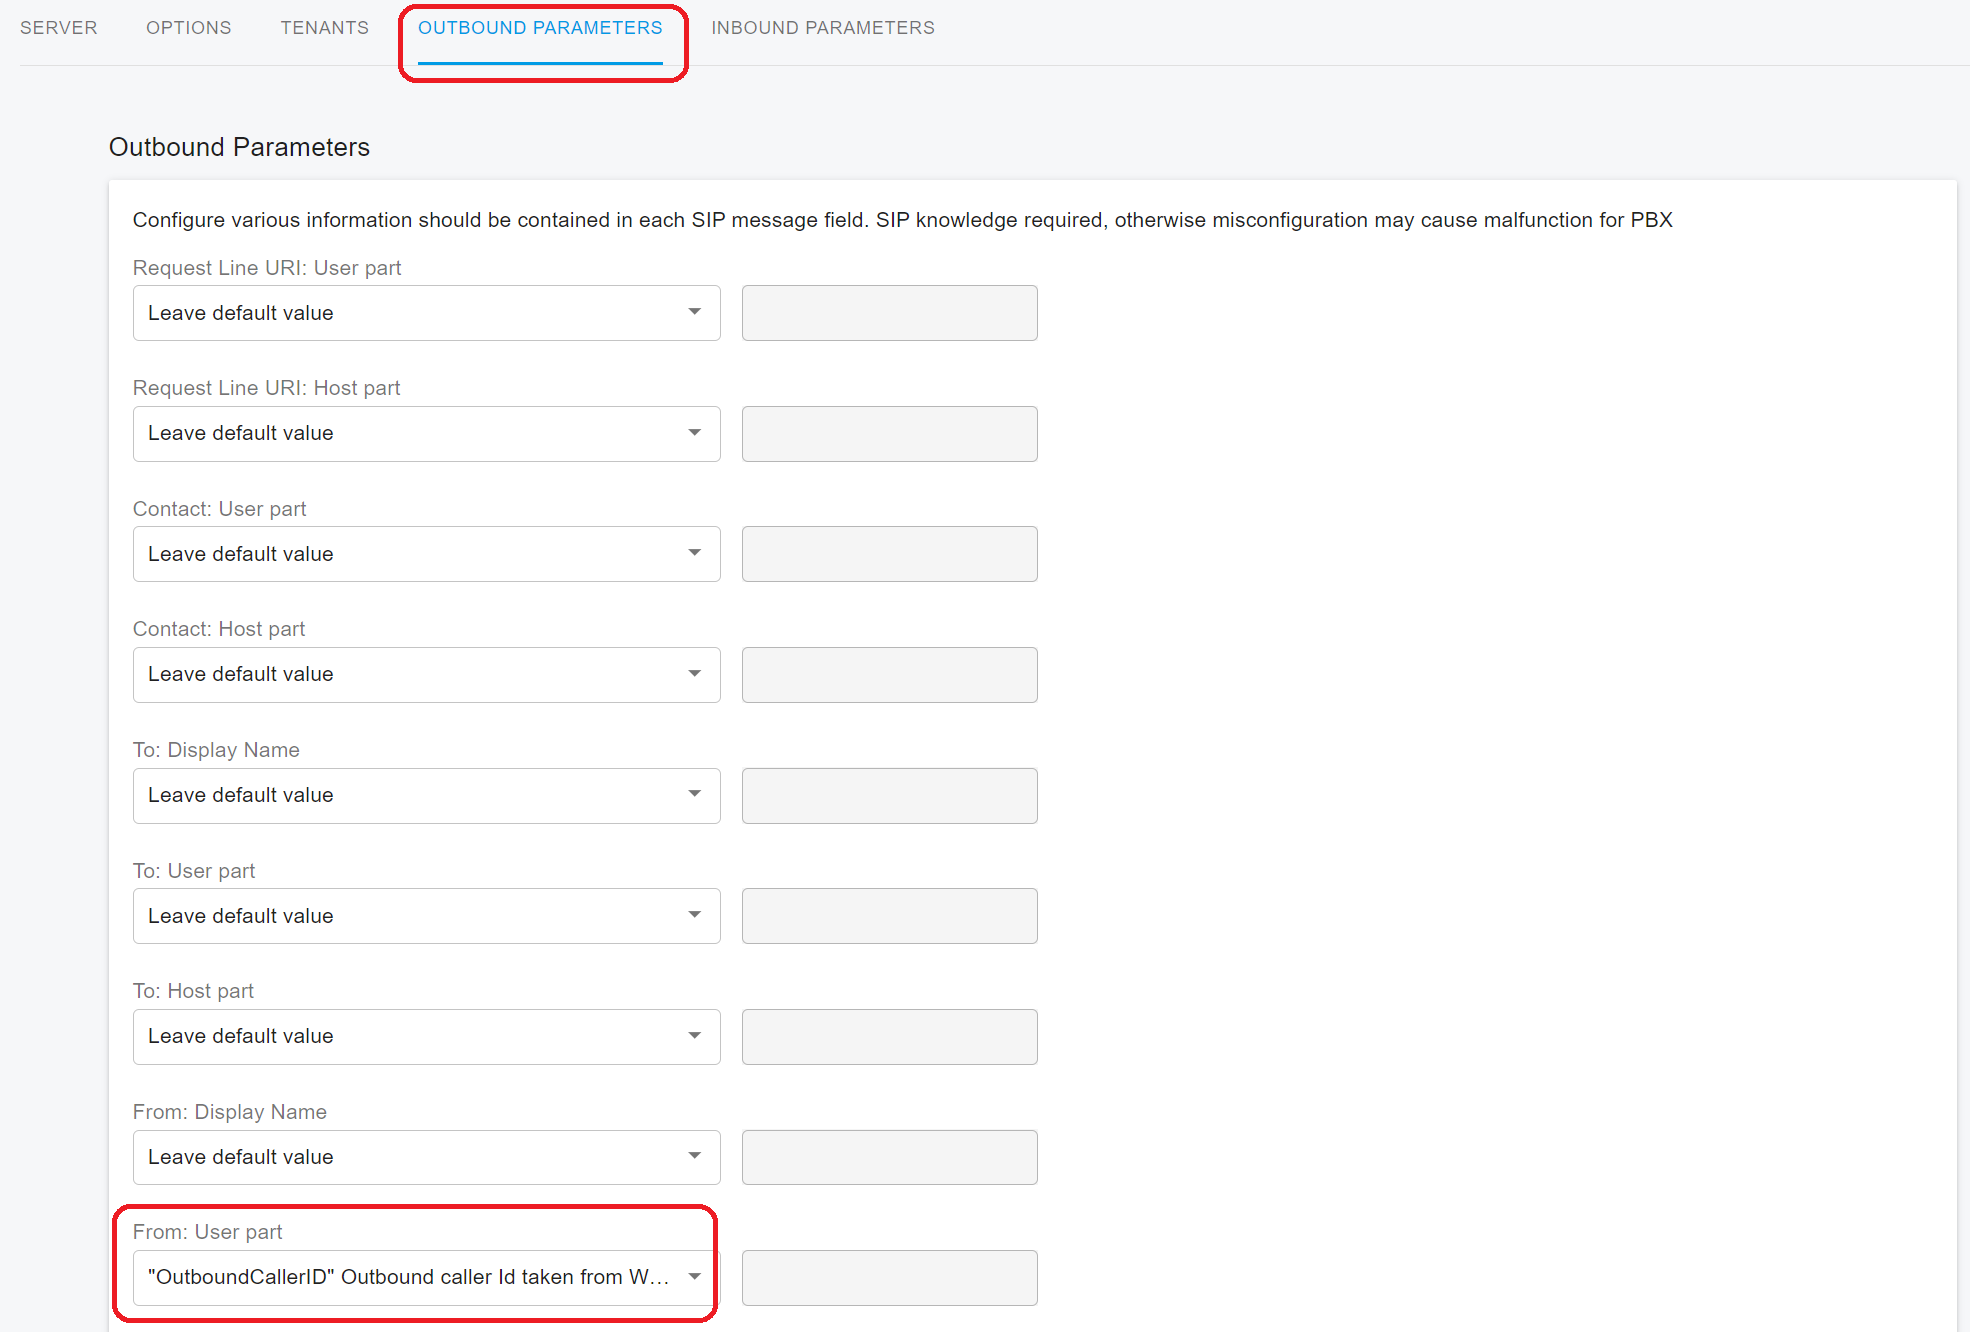 SERVER OPTIONS TENANTS OUTBOUND PARAMETERS INBOUND PARAMETERS
Outbound Parameters
Configure various information should be contained in each SIP message field. SIP knowledge required, otherwise misconfiguration may cause malfunction for PBX
Request Line URI: User part
Leave default value
Request Line URI: Host part
Leave default value
Contact: User part
Leave default value
Contact: Host part
Leave default value
To: Display Name
Leave default value
To: User part
Leave default value
To: Host part
Leave default value
From: Display Name
Leave default value
From: User part
"OutboundCallerID" Outbound caller Id taken from W...